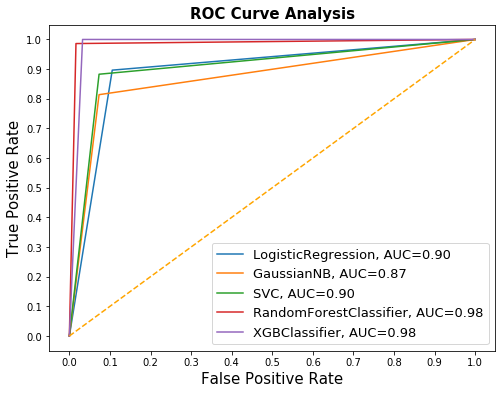 ROC Curve Analysis
True Positive Rate
1.0
0.9
0.8
0.7
0.6
0.5
0.4
0.3
0.2
0.1
0.0
LogisticRegression, AUC=0.90
GaussianNB, AUC=0.87
SVC, AUC=0.90
RandomForestClassifier, AUC=0.98
XGBClassifier, AUC=0.98
0.0 0.1 0.2 0.3 0.4 0.5 0.6 0.7 0.8 0.9 1.0
False Positive Rate